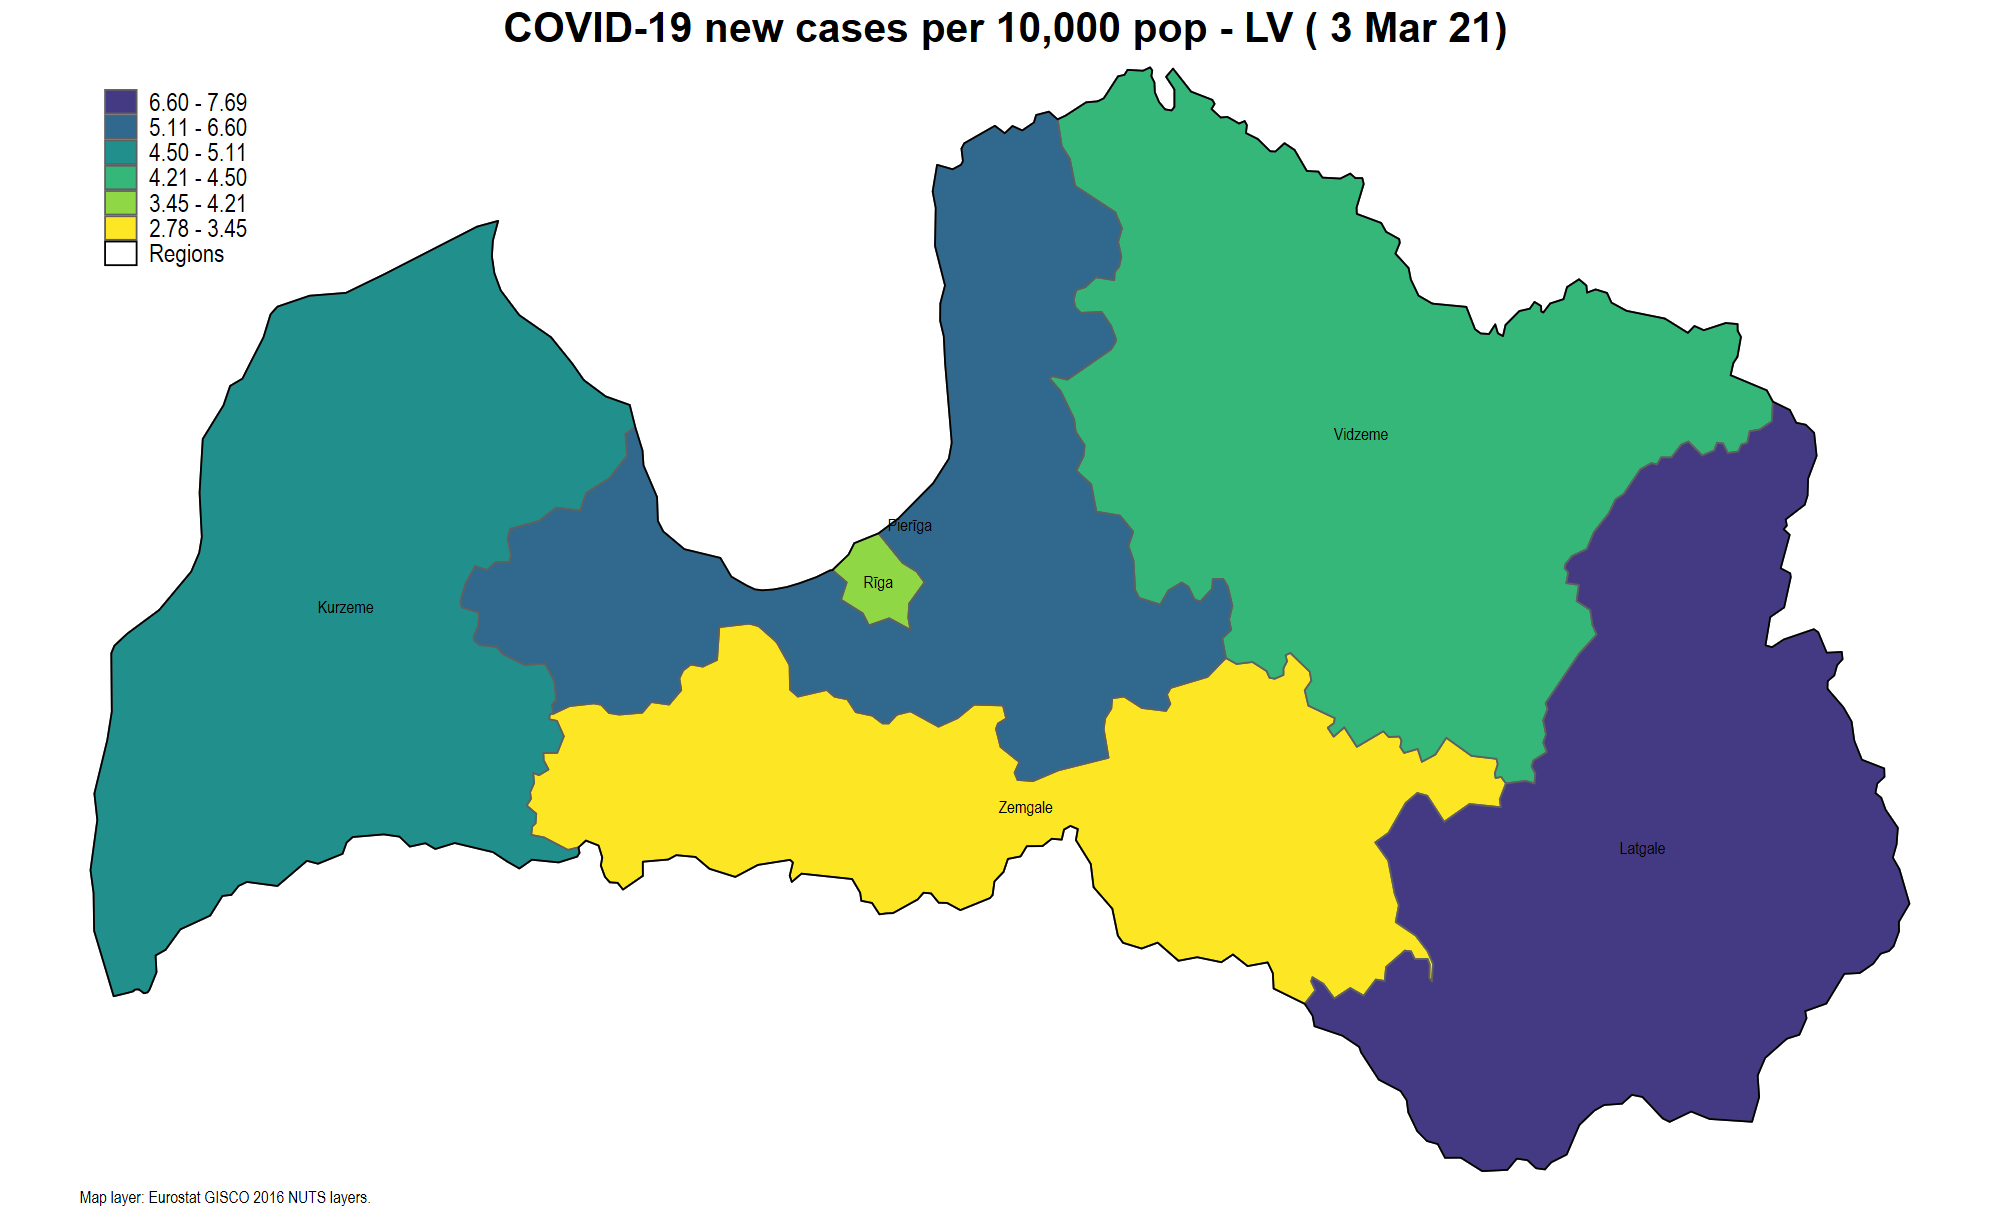 COVID-19 new cases per 10,000 pop - LV ( 3 Mar 21)
6.60 - 7.69
5.11 - 6.60
4.50 - 5.11
4.21 - 4.50
3.45 - 4.21
2.78 - 3.45
Regions
Vidzeme
Pierīga
Rīga
Kurzeme
Zemgale
Latgale
Map layer: Eurostat GISCO 2016 NUTS layers.